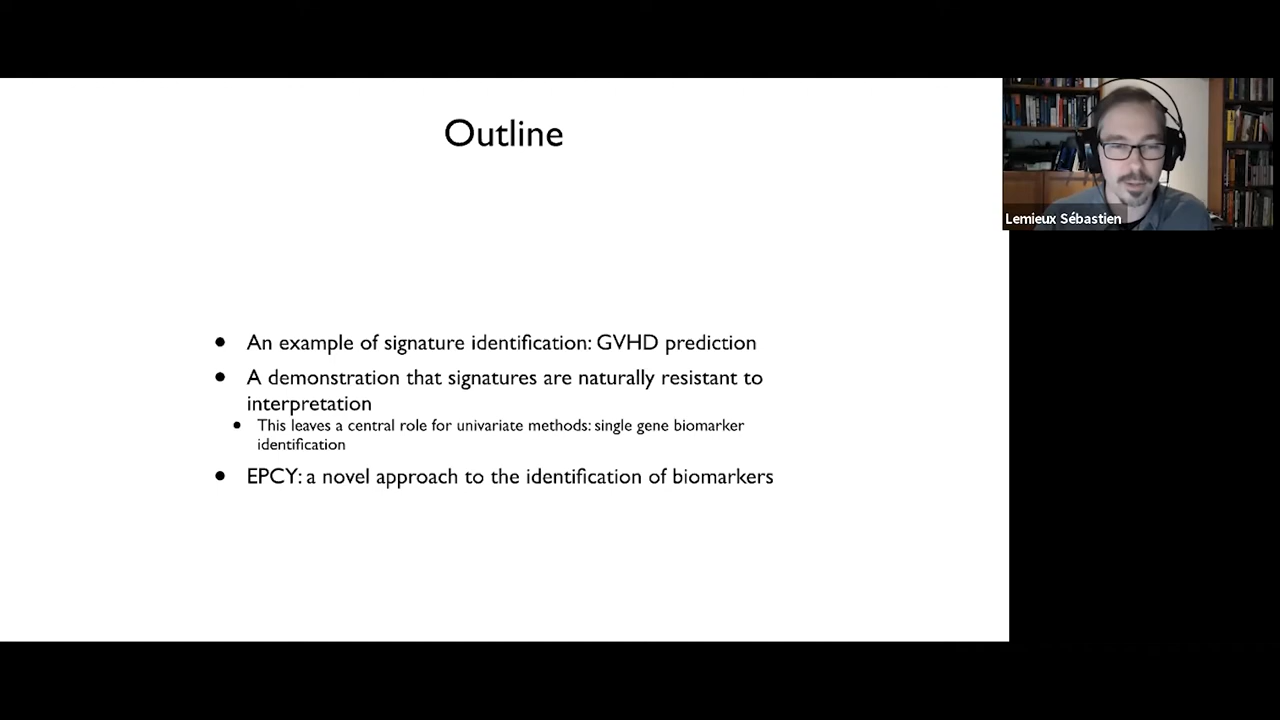 Outline
Lemieux Sébastien
• An example of signature identification: GVHD prediction
• A demonstration that signatures are naturally resistant to
interpretation
• This leaves a central role for univariate methods: single gene biomarker
identification
• EPCY: a novel approach to the identification of biomarkers